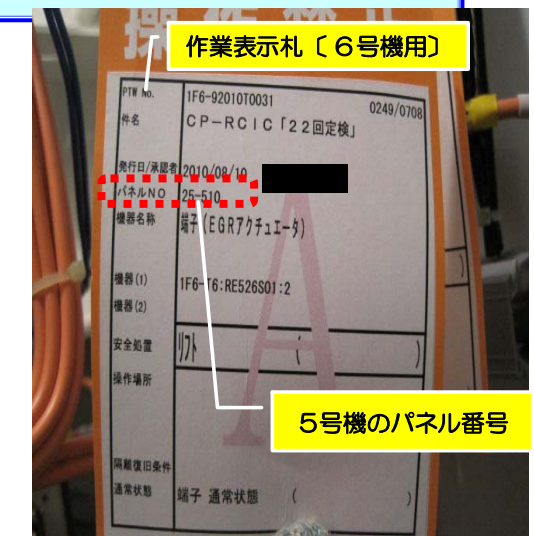 操作禁止
作業表示札〔6号機用〕
PTW No. 1F6-92010T0031 0249/0708
件名 CP-RCIC「22回定検」
発行日/承認者 2010/08/10
パネルNO 25-510
機器名称 端子(EGRアクチュエータ)
機器(1) 1F6-T6:RE526S01:2
機器(2)
安全処置 リフト ( )
操作場所
5号機のパネル番号
隔離復旧条件
通常状態 端子 通常状態 ( )
A